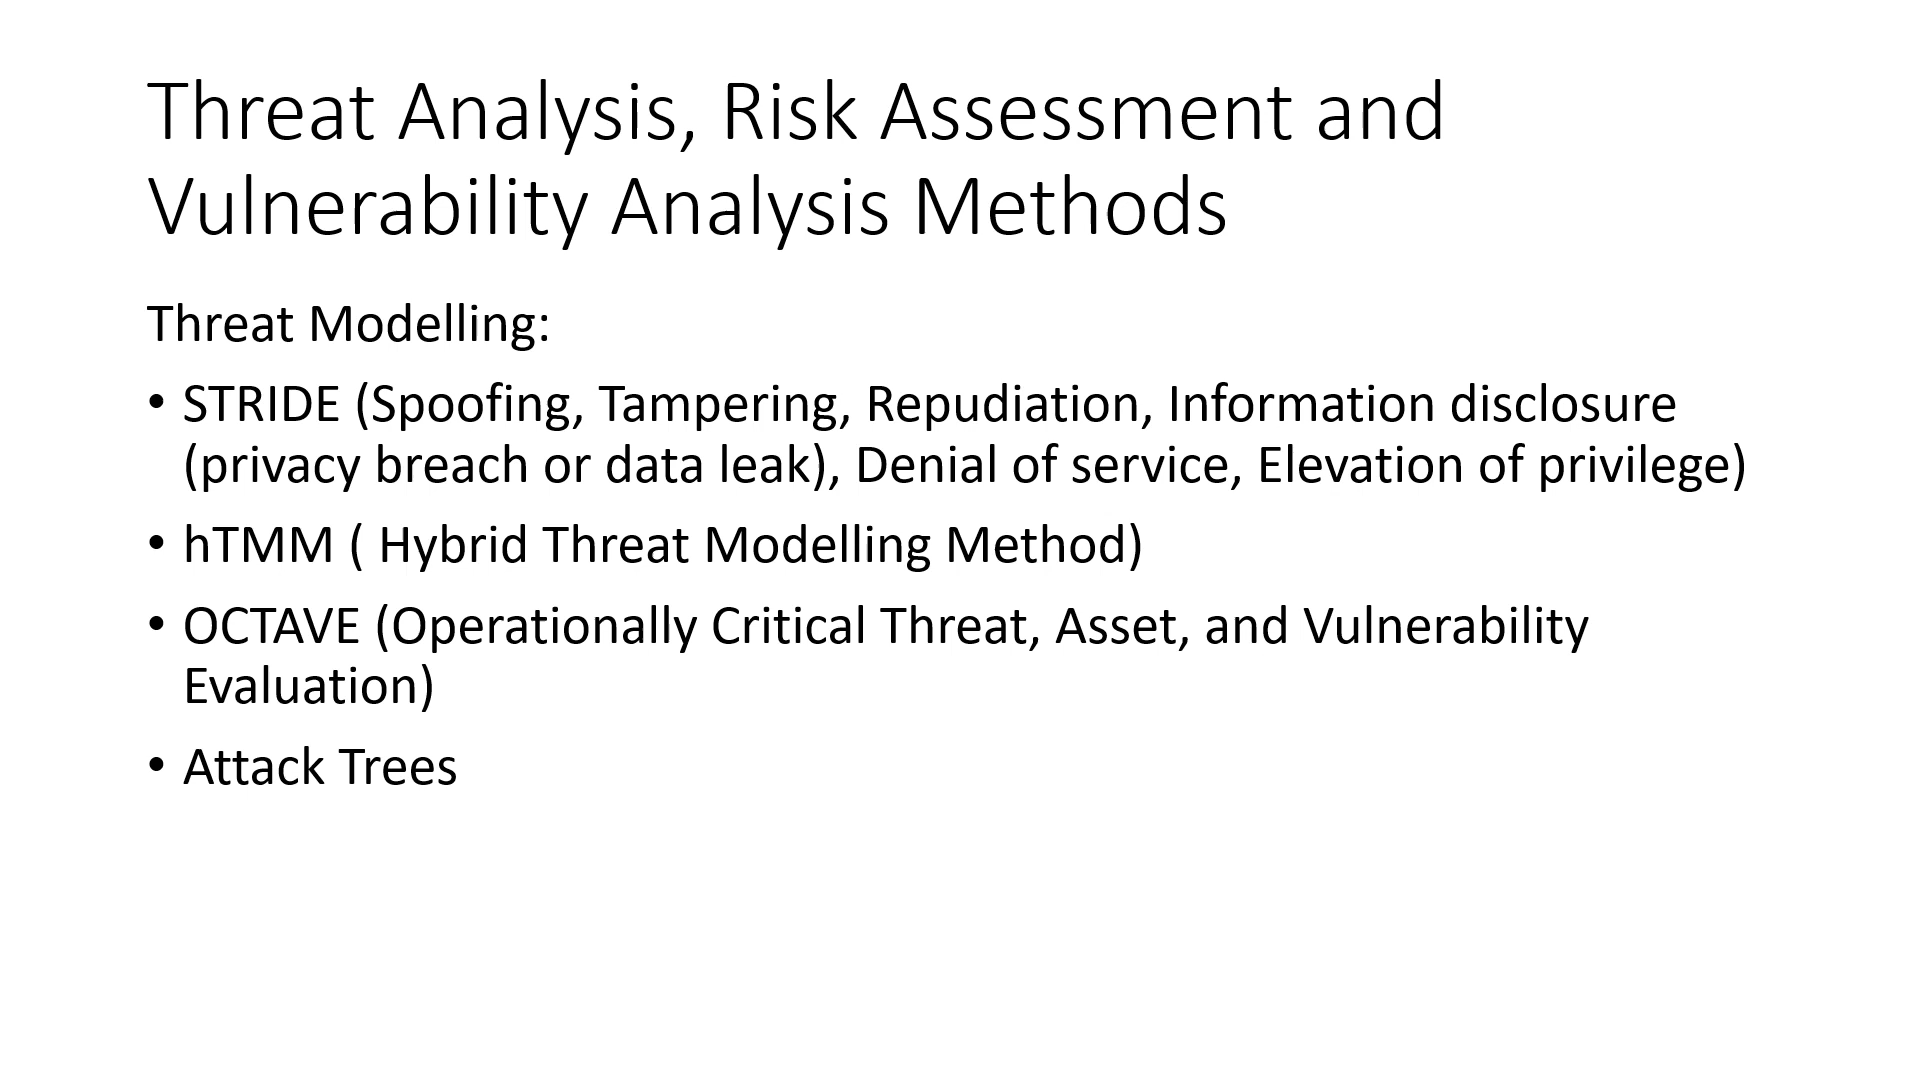 Threat Analysis, Risk Assessment and
Vulnerability Analysis Methods
Threat Modelling:
• STRIDE (Spoofing, Tampering, Repudiation, Information disclosure
(privacy breach or data leak), Denial of service, Elevation of privilege)
• hTMM ( Hybrid Threat Modelling Method)
• OCTAVE (Operationally Critical Threat, Asset, and Vulnerability
Evaluation)
• Attack Trees